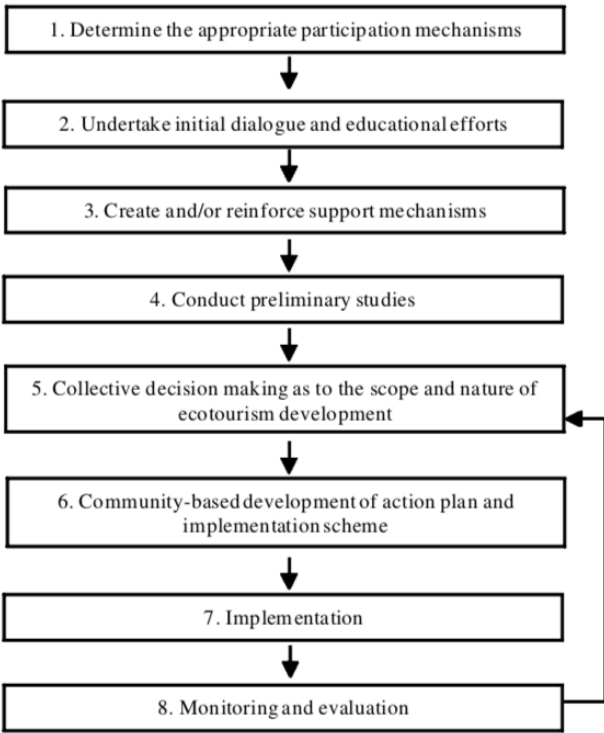 1. Determine the appropriate participation mechanisms
2. Undertake initial dialogue and educational efforts
3. Create and/or reinforce support mechanisms
4. Conduct preliminary studies
5. Collective decision making as to the scope and nature of
ecotourism development
6. Community-based development of action plan and
implementation scheme
7. Implementation
8. Monitoring and evaluation